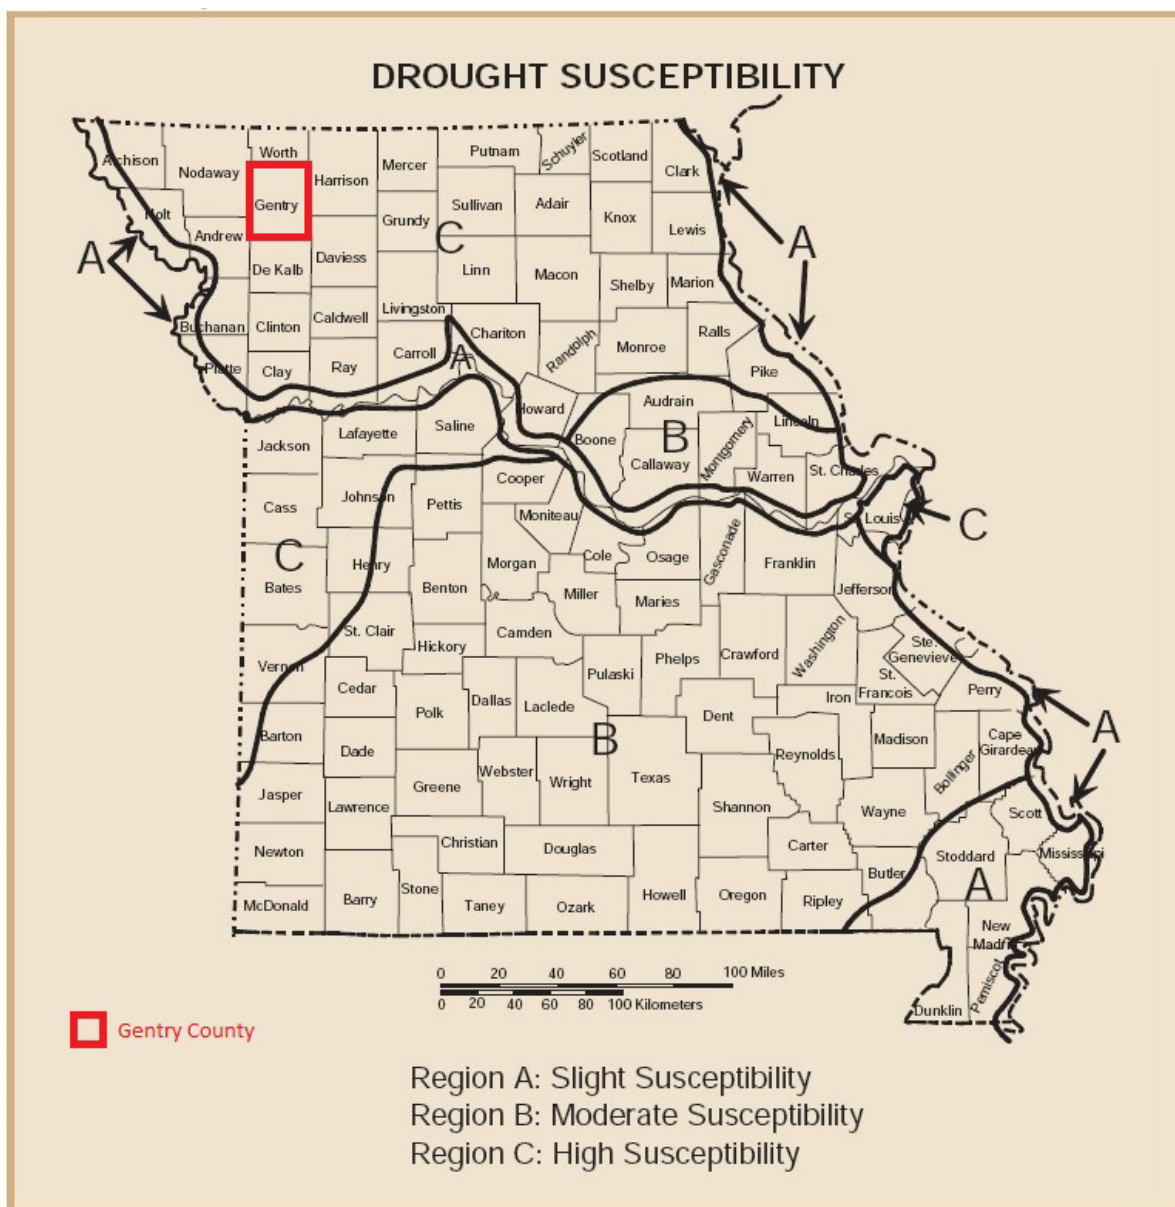 DROUGHT SUSCEPTIBILITY
Atchison
Nodaway
Worth
Harrison
Mercer
Putnam
Schuyler
Scotland
Clark
Holt
Gentry
Grundy
Sullivan
Adair
Knox
Lewis
A
Andrew
C
A
De Kalb
Daviess
Linn
Macon
Shelby
Marion
Buchanan
Clinton
Caldwell
Livingston
Chariton
Randolph
Monroe
Ralls
Platte
Clay
Ray
Carroll
A
Pike
Howard
Audrain
Jackson
Lafayette
Saline
Boone
B
Callaway
Montgomery
Lincoln
Warren
St. Charles
Cass
Johnson
Pettis
Cooper
Moniteau
St. Louis
C
C
Bates
Henry
Benton
Morgan
Cole
Osage
Gasconade
Franklin
Jefferson
Miller
Maries
St. Clair
Hickory
Camden
Pulaski
Phelps
Crawford
Washington
Ste.
Genevieve
Vernon
Cedar
Polk
Dallas
Laclede
Dent
Iron
St.
Francois
Perry
Barton
Dade
B
Reynolds
Madison
Bollinger
Cape
Girardeau
A
Jasper
Greene
Webster
Wright
Texas
Lawrence
Shannon
Wayne
Scott
Newton
Christian
Douglas
Carter
Butler
Stoddard
Mississippi
A
McDonald
Barry
Stone
Taney
Ozark
Howell
Oregon
Ripley
New
Madrid
Pemiscot
Dunklin
0 20 40 60 80 100 Miles
0 20 40 60 80 100 Kilometers
Gentry County
Region A: Slight Susceptibility
Region B: Moderate Susceptibility
Region C: High Susceptibility